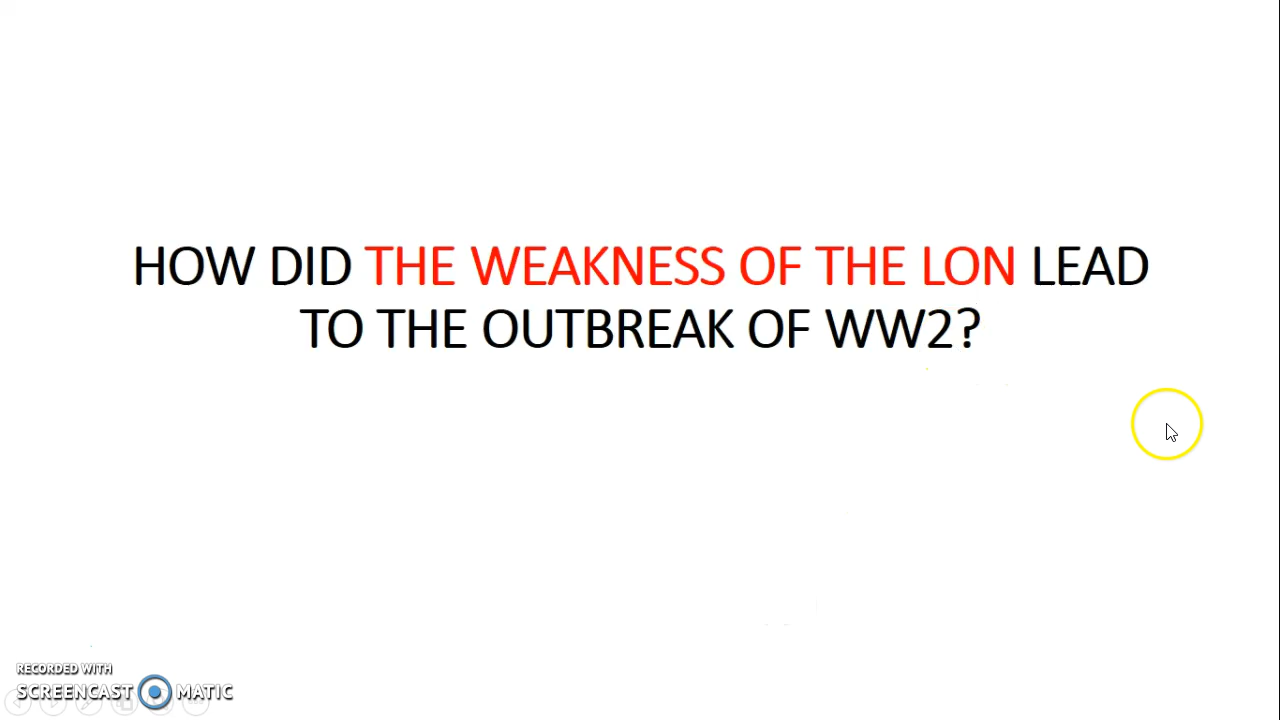 HOW DID THE WEAKNESS OF THE LON LEAD
TO THE OUTBREAK OF WW2?
RECORDED WITH
SCREENCAST MATIC